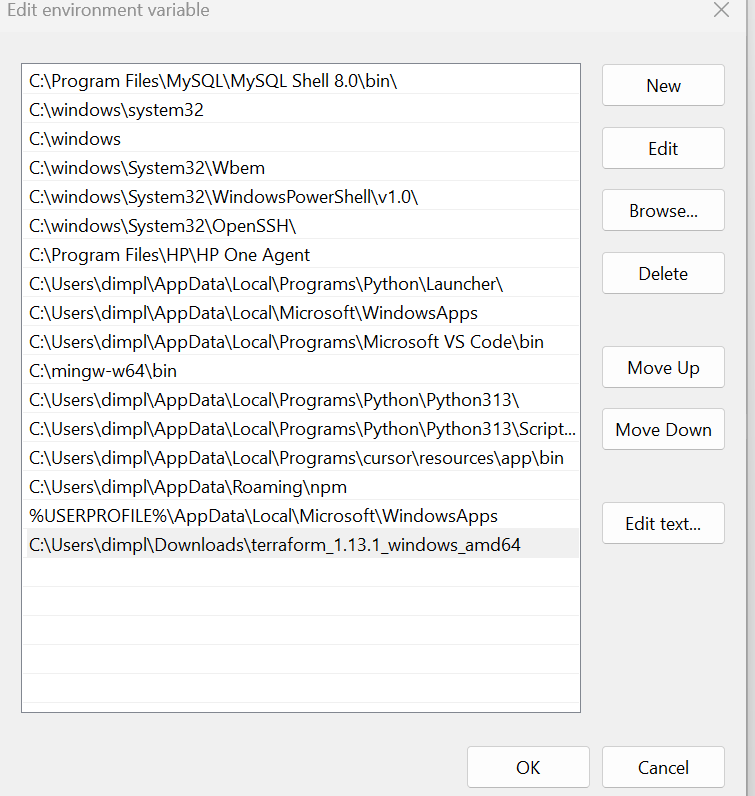 Edit environment variable
C:\Program Files\MySQL\MySQL Shell 8.0\bin\
C:\windows\system32
C:\windows
C:\windows\System32\Wbem
C:\windows\System32\WindowsPowerShell\v1.0\
C:\windows\System32\OpenSSH\
C:\Program Files\HP\HP One Agent
C:\Users\dimpl\AppData\Local\Programs\Python\Launcher\
C:\Users\dimpl\AppData\Local\Microsoft\WindowsApps
C:\Users\dimpl\AppData\Local\Programs\Microsoft VS Code\bin
C:\mingw-w64\bin
C:\Users\dimpl\AppData\Local\Programs\Python\Python313\
C:\Users\dimpl\AppData\Local\Programs\Python\Python313\Script...
C:\Users\dimpl\AppData\Local\Programs\cursor\resources\app\bin
C:\Users\dimpl\AppData\Roaming\npm
%USERPROFILE%\AppData\Local\Microsoft\WindowsApps
C:\Users\dimpl\Downloads\terraform_1.13.1_windows_amd64
New
Edit
Browse...
Delete
Move Up
Move Down
Edit text...
OK
Cancel